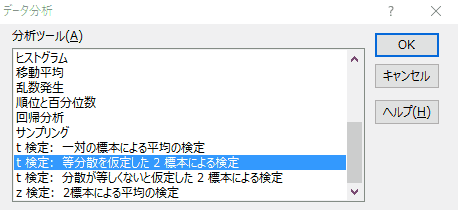 データ分析 ? ×
分析ツール(A)
ヒストグラム
移動平均
乱数発生
順位と百分位数
回帰分析
サンプリング
t 検定: 一対の標本による平均の検定
t 検定: 等分散を仮定した 2 標本による検定
t 検定: 分散が等しくないと仮定した 2 標本による検定
z 検定: 2標本による平均の検定
OK
キャンセル
ヘルプ(H)